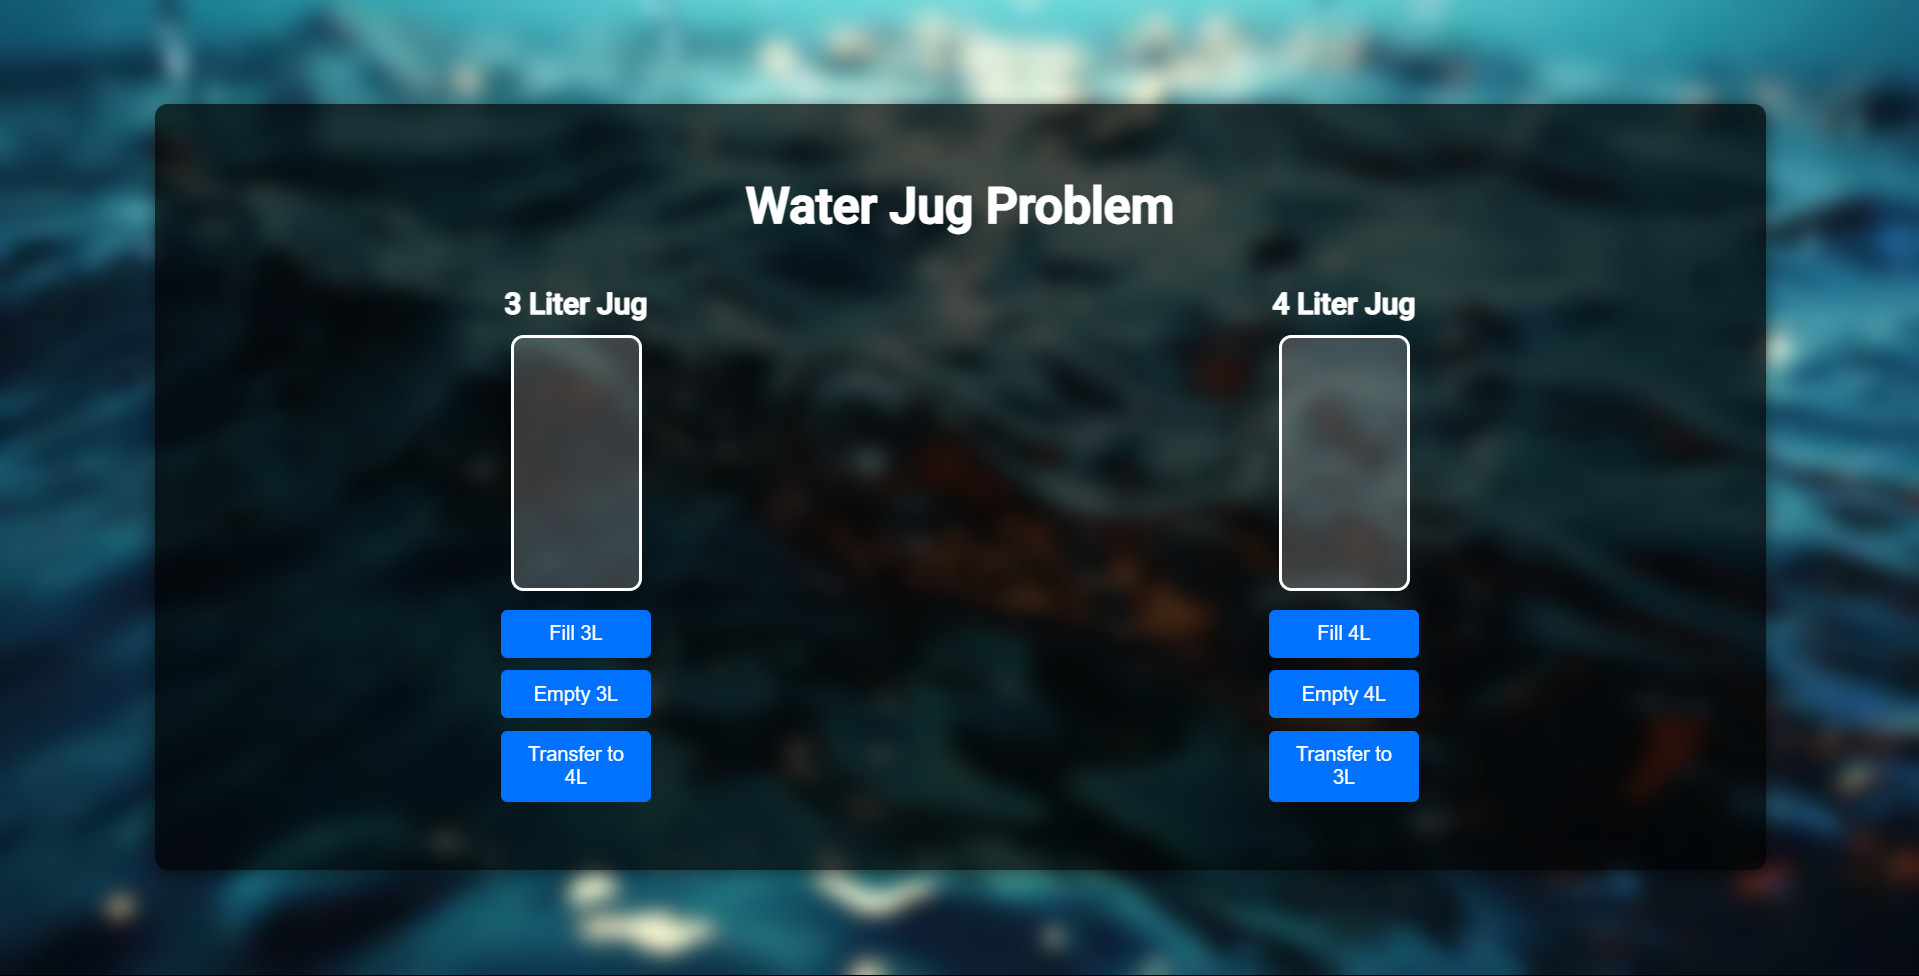 Water Jug Problem
3 Liter Jug
Fill 3L
Empty 3L
Transfer to
4L
4 Liter Jug
Fill 4L
Empty 4L
Transfer to
3L